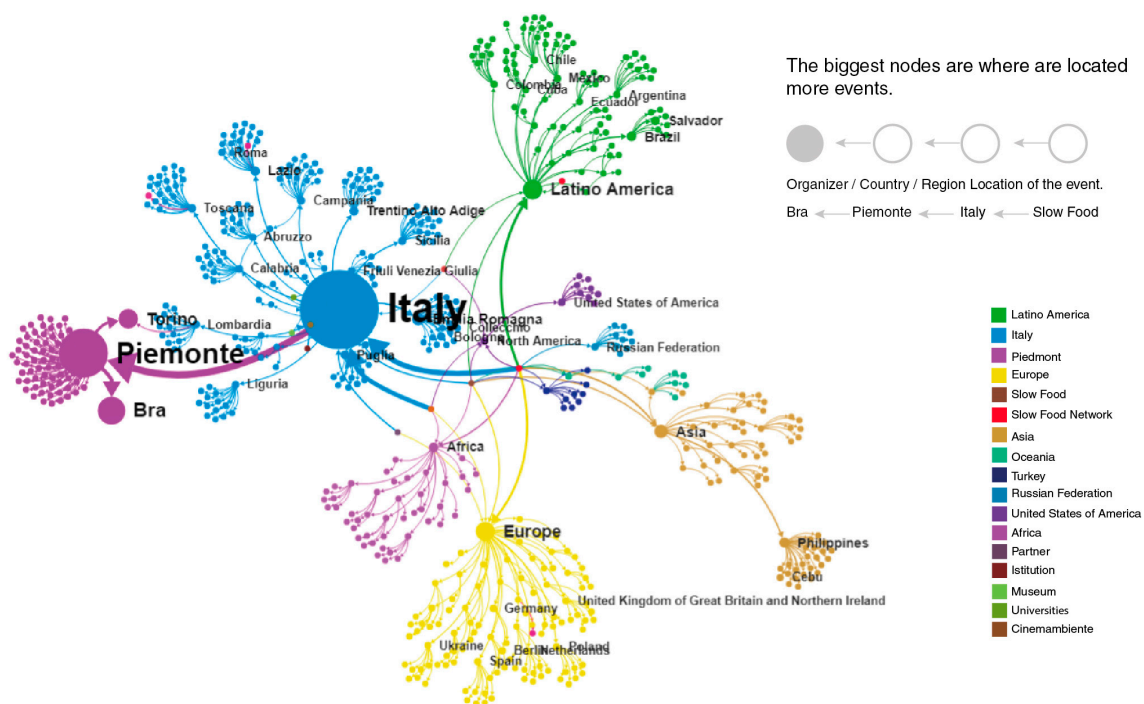 The biggest nodes are where are located
more events.
Organizer / Country / Region Location of the event.
Bra
Piemonte
Italy
Slow Food
Chile
Colombia
Mexico
Cuba
Ecuador
Argentina
Salvador
Brazil
Latino America
Roma
Lazio
Toscana
Campania
Trentino Alto Adige
Abruzzo
Sicilia
Calabria
Friuli Venezia Giulia
Italy
Emilia Romagna
Collecchio
Bologna
North America
United States of America
Russian Federation
Torino
Lombardia
Piemonte
Puglia
Liguria
Bra
Africa
Asia
Europe
Philippines
Cebu
Germany
United Kingdom of Great Britain and Northern Ireland
Ukraine
Berlin
Netherlands
Poland
Spain
Latino America
Italy
Piedmont
Europe
Slow Food
Slow Food Network
Asia
Oceania
Turkey
Russian Federation
United States of America
Africa
Partner
Istitution
Museum
Universities
Cinemambiente